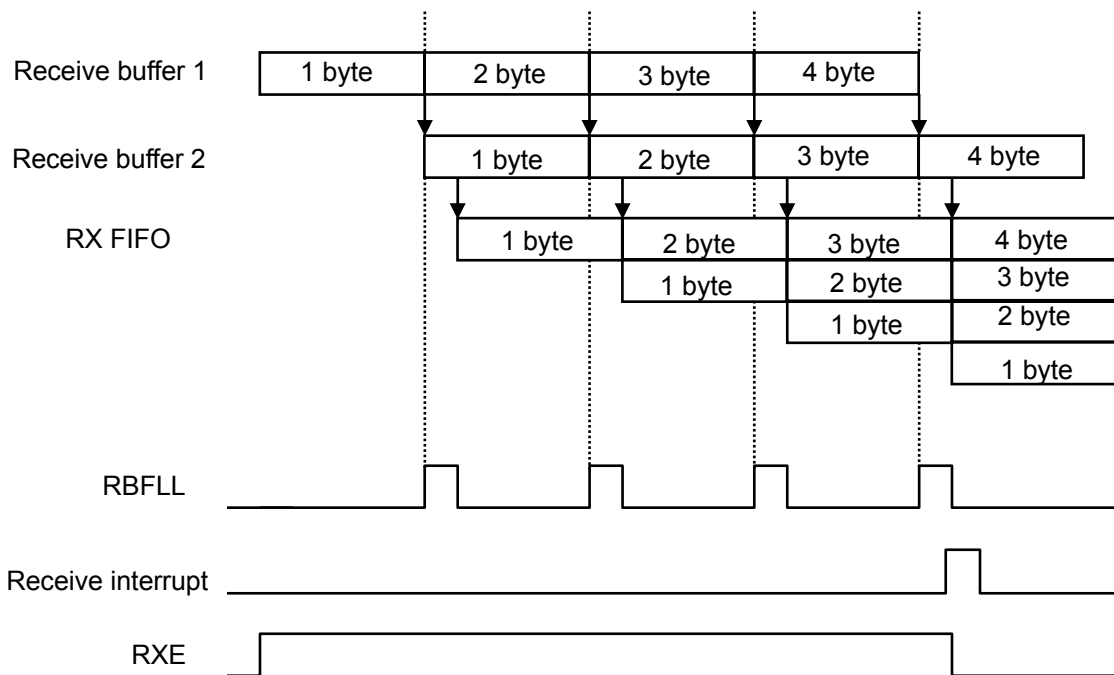 Receive buffer 1
1 byte 2 byte 3 byte 4 byte
Receive buffer 2
1 byte 2 byte 3 byte 4 byte
RX FIFO
1 byte 2 byte 3 byte 4 byte
1 byte 2 byte 3 byte
1 byte 2 byte
1 byte
RBFLL
Receive interrupt
RXE